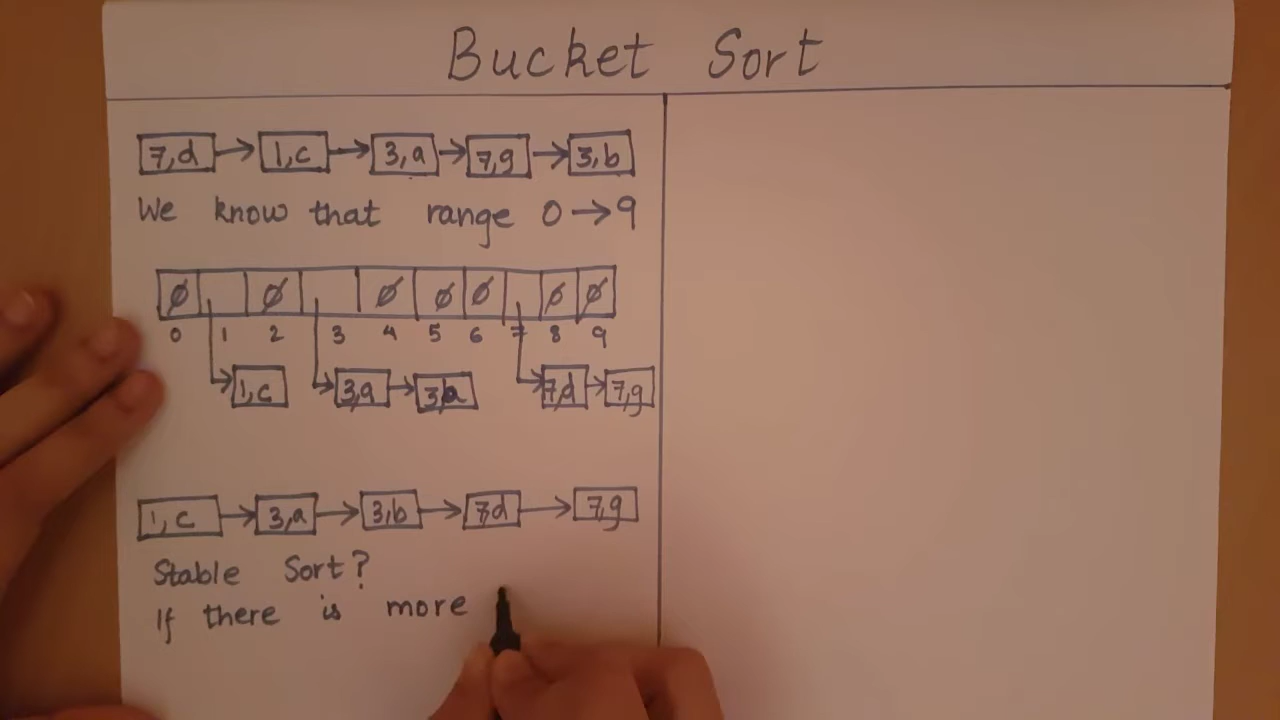 Bucket Sort
7,d 1,c 3,a 7,g 3,b
We know that range 0→9
Ø Ø Ø Ø Ø Ø Ø
0 1 2 3 4 5 6 7 8 9
1,c 3,a 3,b 7,d 7,g
1,c 3,a 3,b 7,d 7,g
Stable Sort?
If there is more